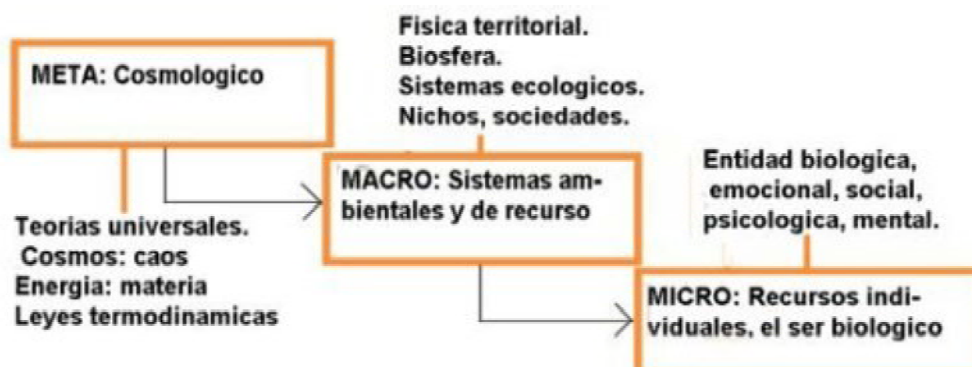 META: Cosmologico
Teorias universales.
Cosmos: caos
Energia: materia
Leyes termodinamicas
Fisica territorial.
Biosfera.
Sistemas ecologicos.
Nichos, sociedades.
MACRO: Sistemas am-
bientales y de recurso
Entidad biologica,
emocional, social,
psicologica, mental.
MICRO: Recursos indi-
viduales, el ser biologico